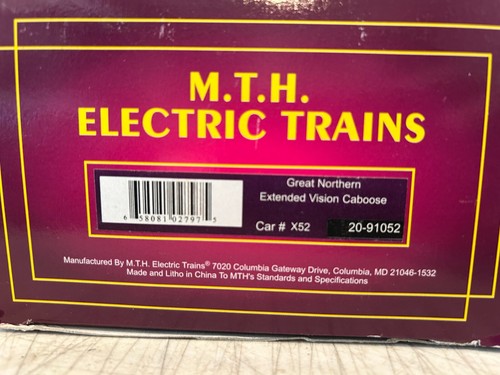 M.T.H.
ELECTRIC TRAINS
Great Northern
Extended Vision Caboose
6 58081 02797 5
Car # X52 20-91052
Manufactured By M.T.H. Electric Trains® 7020 Columbia Gateway Drive, Columbia, MD 21046-1532
Made and Litho in China To MTH's Standards and Specifications